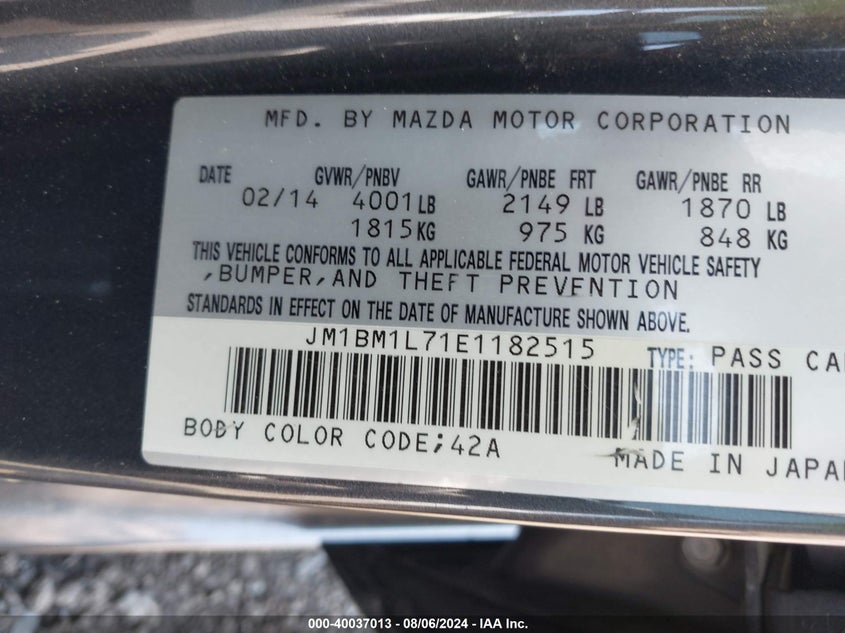 MFD. BY MAZDA MOTOR CORPORATION
DATE GVWR/PNBV GAWR/PNBE FRT GAWR/PNBE RR
02/14 4001 LB 2149 LB 1870 LB
1815 KG 975 KG 848 KG
THIS VEHICLE CONFORMS TO ALL APPLICABLE FEDERAL MOTOR VEHICLE SAFETY
,BUMPER,AND THEFT PREVENTION
STANDARDS IN EFFECT ON THE DATE OF MANUFACTURE SHOWN ABOVE.
JM1BM1L71E1182515 TYPE: PASS CA
BODY COLOR CODE;42A
MADE IN JAPA
000-40037013 - 08/06/2024 - IAA Inc.